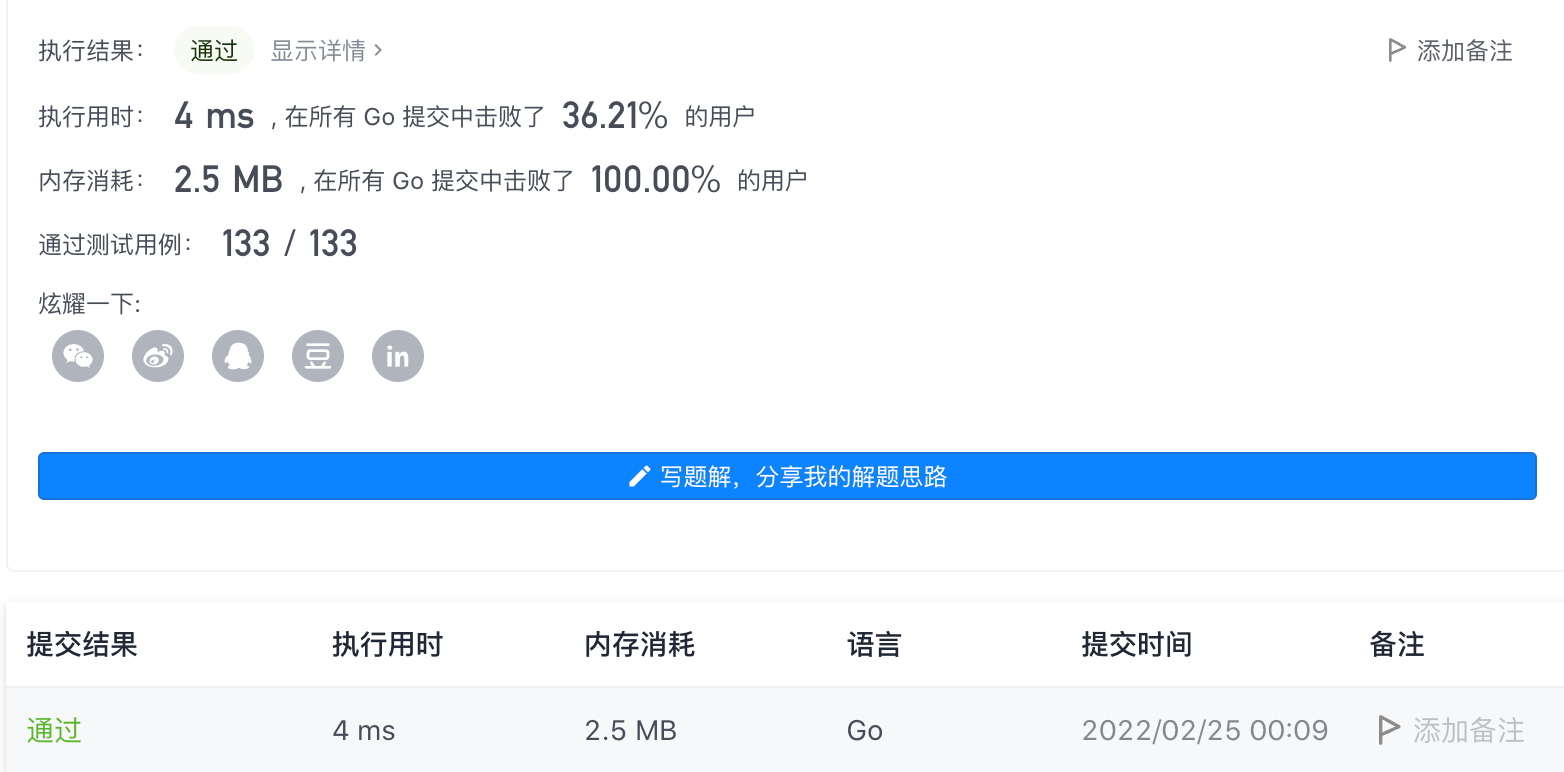 执行结果： 通过 显示详情 › 添加备注
执行用时： 4 ms , 在所有 Go 提交中击败了 36.21% 的用户
内存消耗： 2.5 MB , 在所有 Go 提交中击败了 100.00% 的用户
通过测试用例： 133 / 133
炫耀一下:
豆 in
写题解，分享我的解题思路
提交结果 执行用时 内存消耗 语言 提交时间 备注
通过 4 ms 2.5 MB Go 2022/02/25 00:09 添加备注